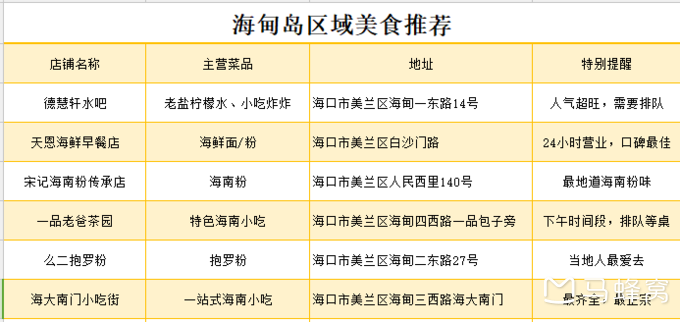 海甸岛区域美食推荐
店铺名称 主营菜品 地址 特别提醒
德慧轩水吧 老盐柠檬水、小吃炸炸 海口市美兰区海甸一东路14号 人气超旺，需要排队
天恩海鲜早餐店 海鲜面/粉 海口市美兰区白沙门路 24小时营业，口碑最佳
宋记海南粉传承店 海南粉 海口市美兰区人民西里140号 最地道海南粉味
一品老爸茶园 特色海南小吃 海口市美兰区海甸四西路一品包子旁 下午时间段，排队等桌
么二抱罗粉 抱罗粉 海口市美兰区海甸二东路27号 当地人最爱去
海大南门小吃街 一站式海南小吃 海口市美兰区海甸三西路海大南门 最齐全，最正宗
马蜂窝